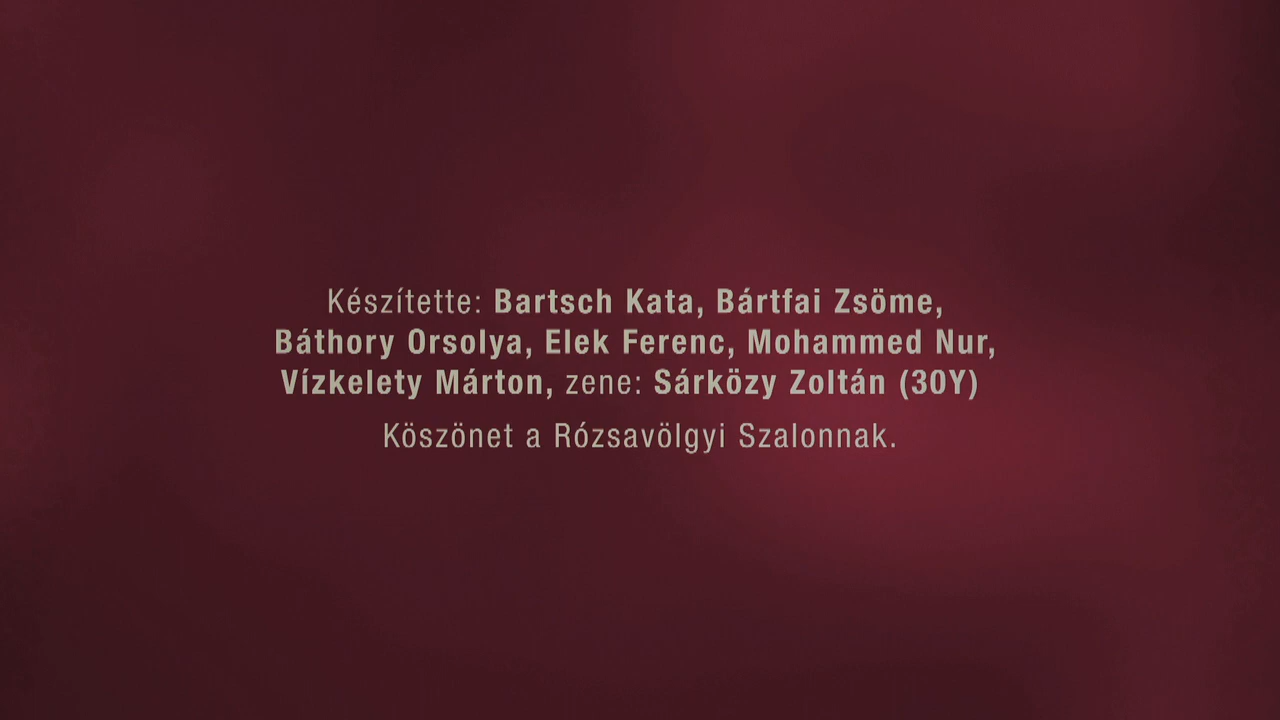 Készítette: Bartsch Kata, Bártfai Zsöme,
Báthory Orsolya, Elek Ferenc, Mohammed Nur,
Vízkelety Márton, zene: Sárközy Zoltán (30Y)
Köszönet a Rózsavölgyi Szalonnak.